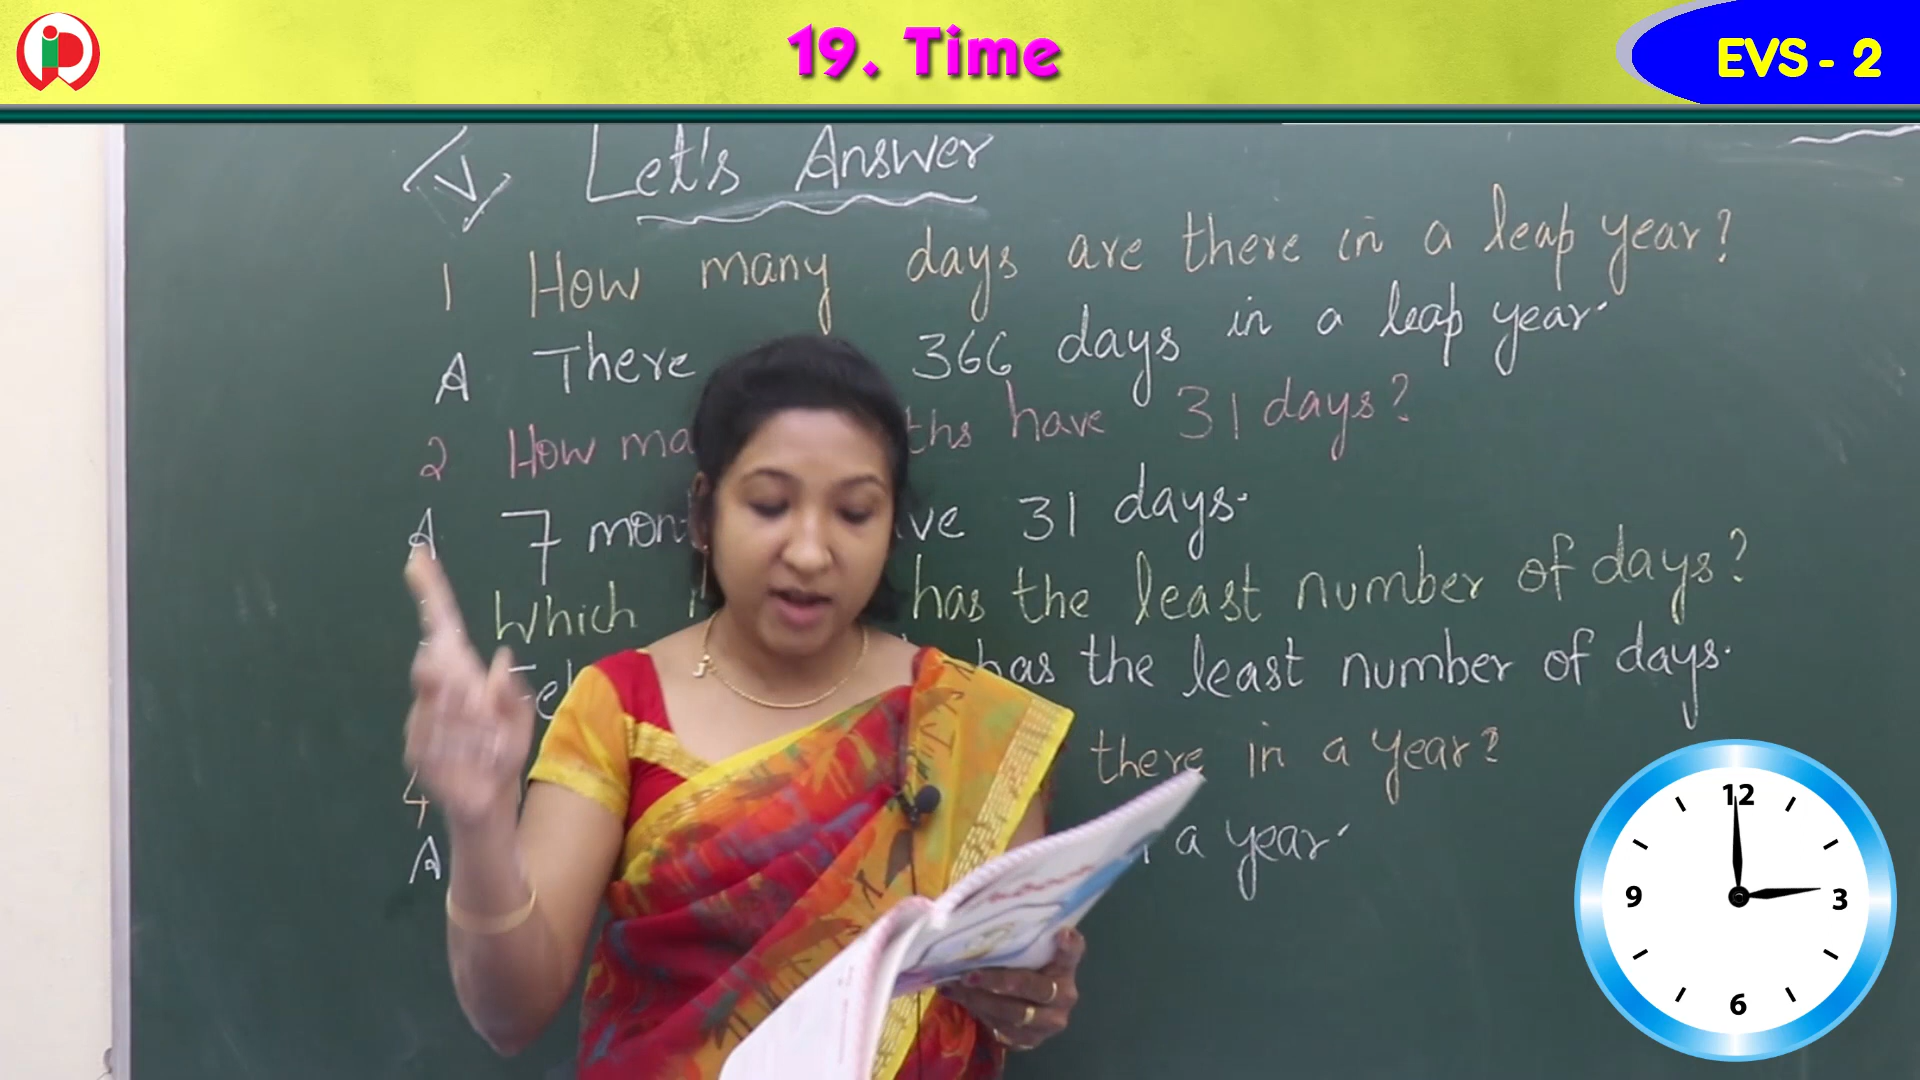 19. Time
EVS - 2
V Let's Answer
1 How many days are there in a leap year?
A There 366 days in a leap year.
2 How ths have 31 days?
A 7 ve 31 days.
Which has the least number of days?
has the least number of days.
4 there in a year?
A a year.
12
9
3
6